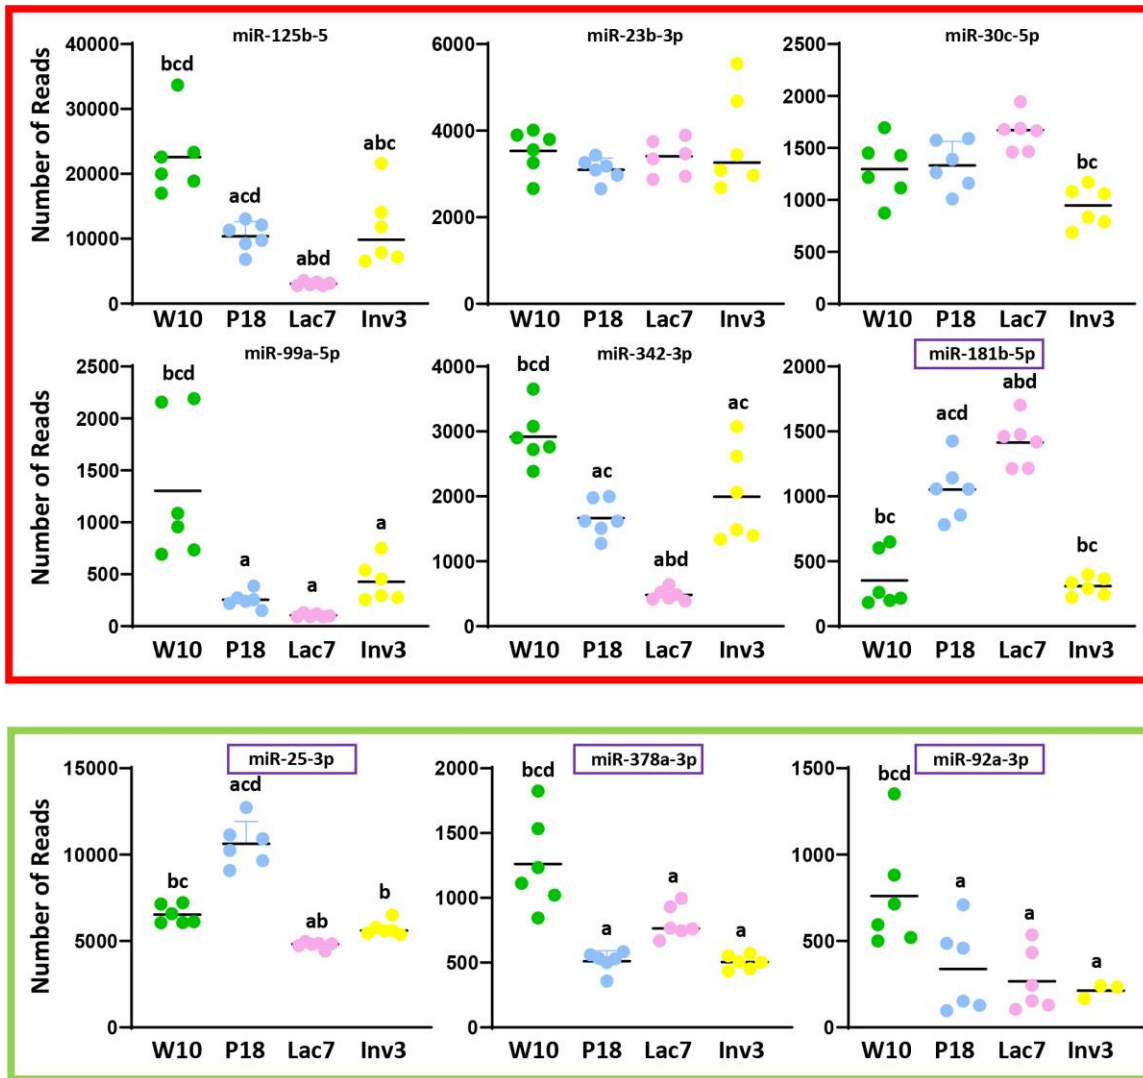 miR-125b-5 miR-23b-3p miR-30c-5p
Number of Reads
40000 30000 20000 10000 0
bcd acd abd abc
W10 P18 Lac7 Inv3
6000 4000 2000 0
W10 P18 Lac7 Inv3
2500 2000 1500 1000 500 0
bc
W10 P18 Lac7 Inv3
miR-99a-5p miR-342-3p miR-181b-5p
Number of Reads
2500 2000 1500 1000 500 0
bcd a a a
W10 P18 Lac7 Inv3
4000 3000 2000 1000 0
bcd ac abd ac
W10 P18 Lac7 Inv3
2000 1500 1000 500 0
bc acd abd bc
W10 P18 Lac7 Inv3
miR-25-3p miR-378a-3p miR-92a-3p
Number of Reads
15000 10000 5000 0
bc acd ab b
W10 P18 Lac7 Inv3
2000 1500 1000 500 0
bcd a a a
W10 P18 Lac7 Inv3
1500 1000 500 0
bcd a a a
W10 P18 Lac7 Inv3